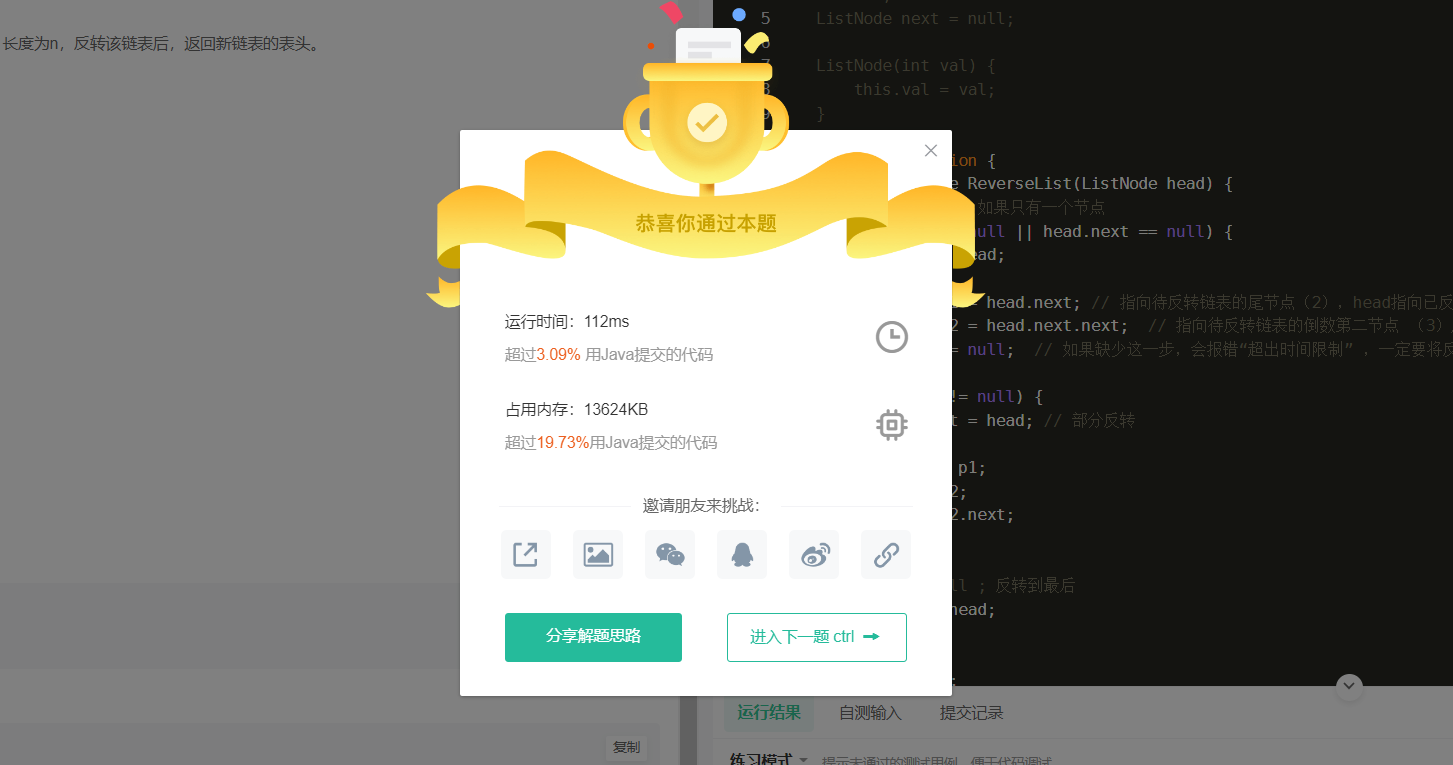 长度为n，反转该链表后，返回新链表的表头。
5 ListNode next = null;
7 ListNode(int val) {
this.val = val;
}
ion {
e ReverseList(ListNode head) {
如果只有一个节点
null || head.next == null) {
ead;
= head.next; // 指向待反转链表的尾节点（2），head指向已反
2 = head.next.next; // 指向待反转链表的倒数第二节点 （3）
= null; // 如果缺少这一步，会报错“超出时间限制”，一定要将反
!= null) {
t = head; // 部分反转
p1;
2;
2.next;
ll ; 反转到最后
head;
恭喜你通过本题
运行时间：112ms
超过3.09% 用Java提交的代码
占用内存：13624KB
超过19.73%用Java提交的代码
邀请朋友来挑战：
分享解题思路
进入下一题 ctrl
复制
运行结果 自测输入 提交记录
练习模式 提示未通过的测试用例，便于代码调试